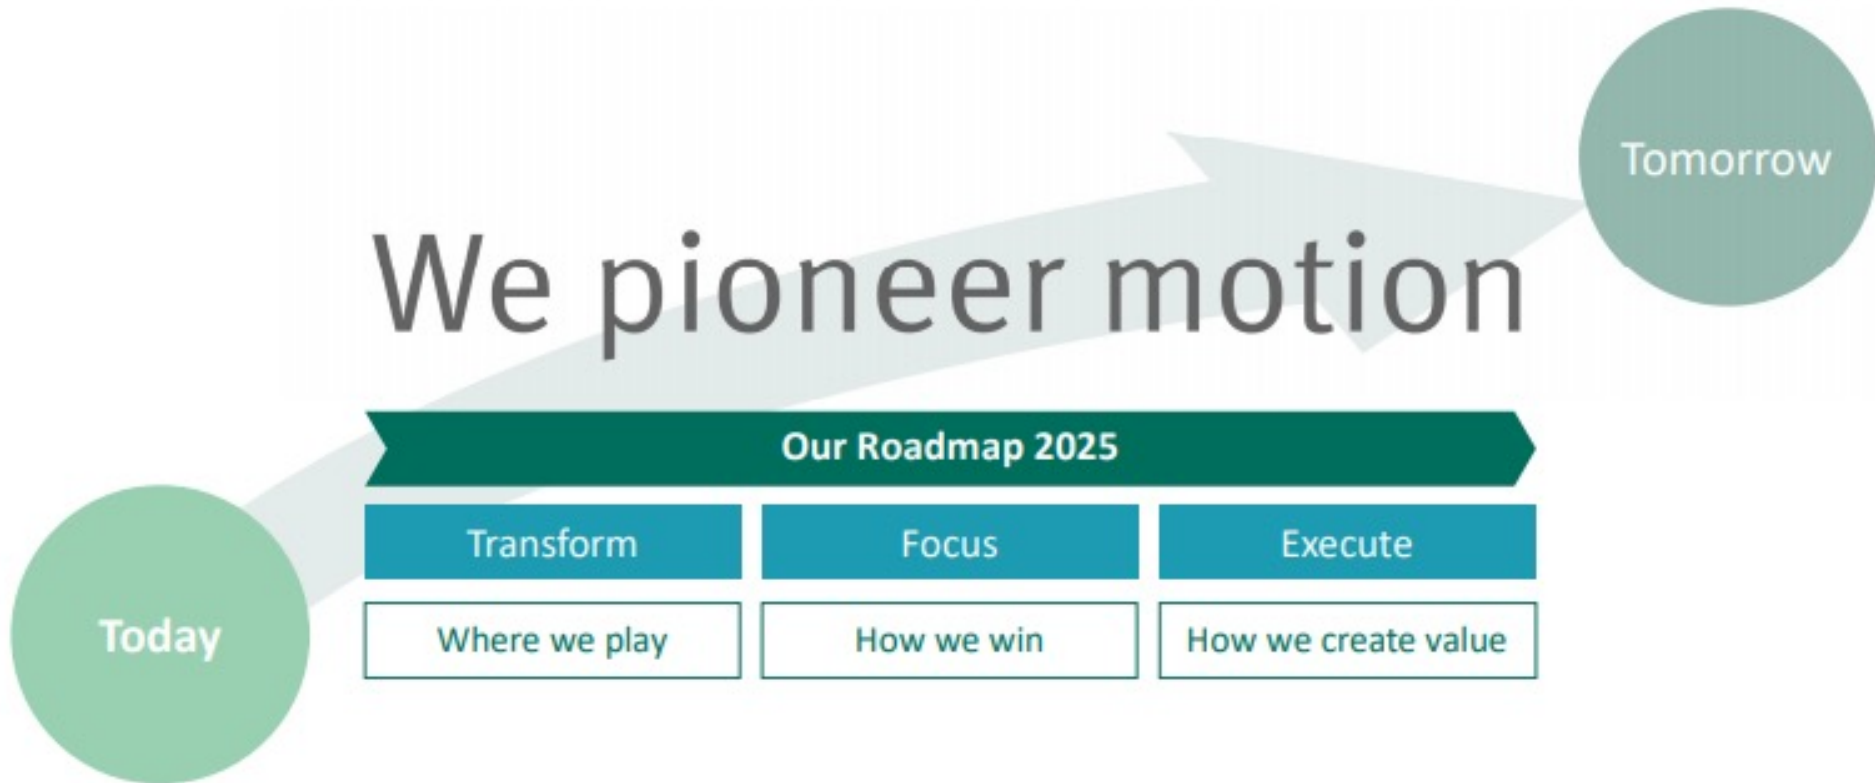 Tomorrow
We pioneer motion
Our Roadmap 2025
Transform
Focus
Execute
Where we play
How we win
How we create value
Today